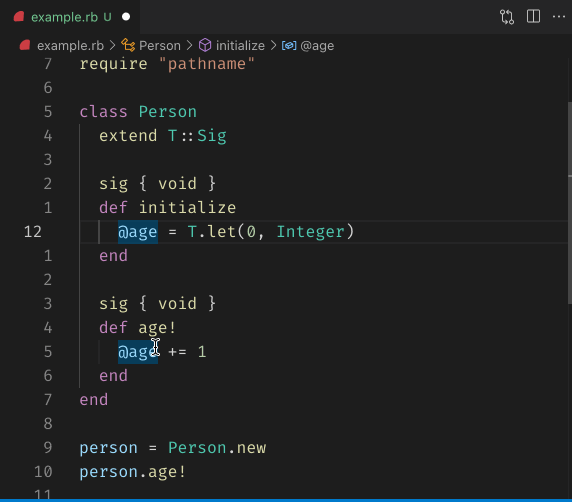 example.rb U
example.rb > Person > initialize > @age
7 require "pathname"
6
5 class Person
4 extend T::Sig
3
2 sig { void }
1 def initialize
12 @age = T.let(0, Integer)
1 end
2
3 sig { void }
4 def age!
5 @age += 1
6 end
7 end
8
9 person = Person.new
10 person.age!
11